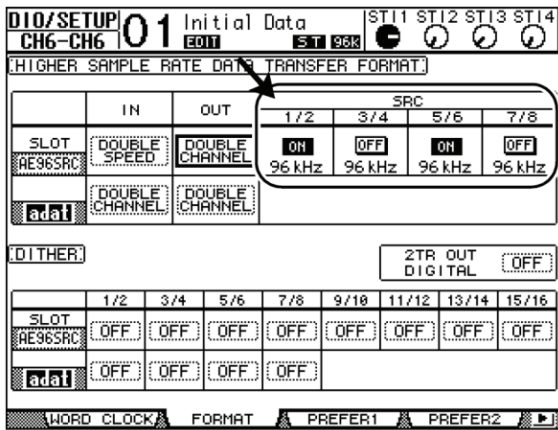 DIO/SETUP 01 Initial Data ST11 ST12 ST13 ST14
CH6-CH6 EDIT ST 96k
HIGHER SAMPLE RATE DATA TRANSFER FORMAT
IN OUT SRC
1/2 3/4 5/6 7/8
SLOT DOUBLE SPEED DOUBLE CHANNEL ON OFF ON OFF
AE96SRC 96 kHz 96 kHz 96 kHz 96 kHz
adat DOUBLE CHANNEL DOUBLE CHANNEL
DITHER 2TR OUT DIGITAL OFF
1/2 3/4 5/6 7/8 9/10 11/12 13/14 15/16
SLOT
AE96SRC OFF OFF OFF OFF OFF OFF OFF OFF
adat OFF OFF OFF OFF
WORD CLOCK FORMAT PREFER1 PREFER2